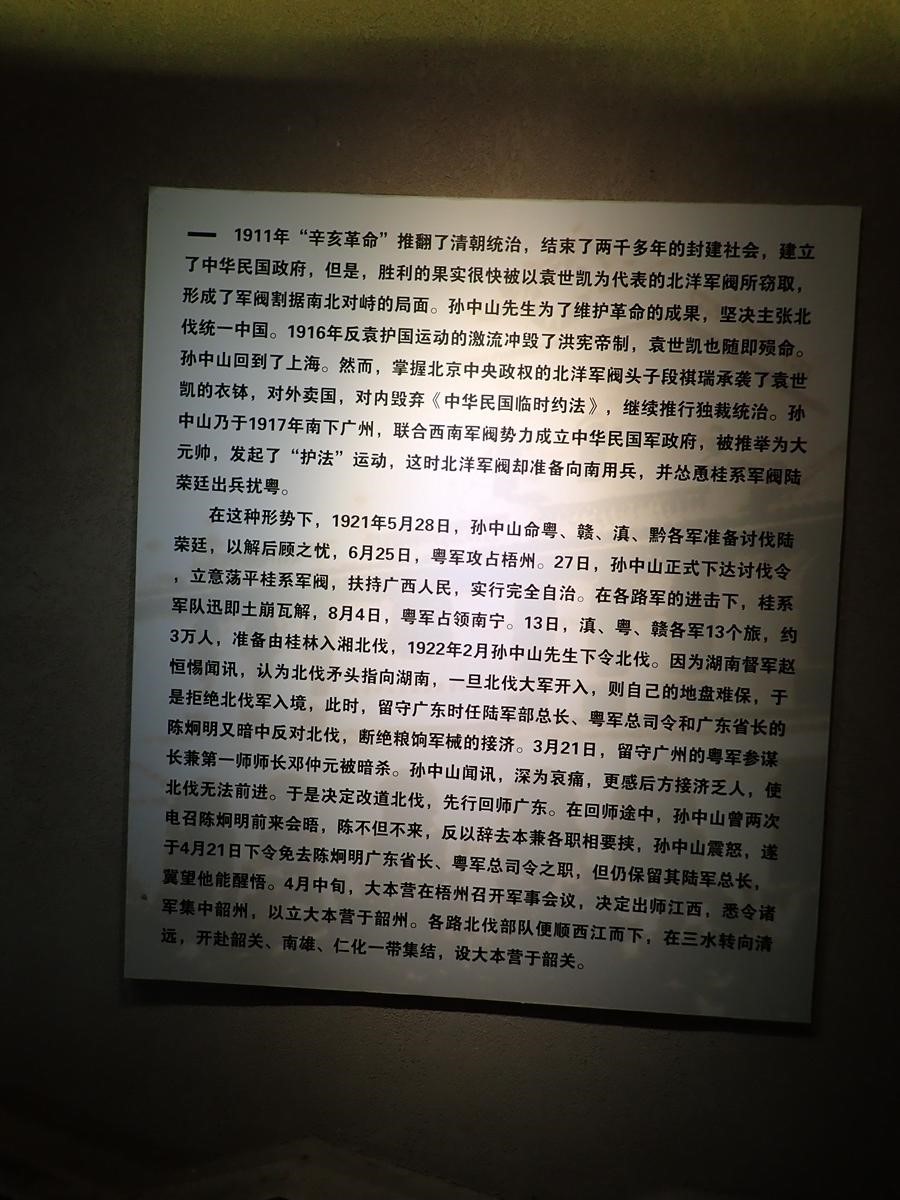 一 1911年“辛亥革命”推翻了清朝统治，结束了两千多年的封建社会，建立
了中华民国政府，但是，胜利的果实很快被以袁世凯为代表的北洋军阀所窃取，
形成了军阀割据南北对峙的局面。孙中山先生为了维护革命的成果，坚决主张北
伐统一中国。1916年反袁护国运动的激流冲毁了洪宪帝制，袁世凯也随即殒命。
孙中山回到了上海。然而，掌握北京中央政权的北洋军阀头子段祺瑞承袭了袁世
凯的衣钵，对外卖国，对内毁弃《中华民国临时约法》，继续推行独裁统治。孙
中山乃于1917年南下广州，联合西南军阀势力成立中华民国军政府，被推举为大
元帅，发起了“护法”运动，这时北洋军阀却准备向南用兵，并怂恿桂系军阀陆
荣廷出兵扰粤。
在这种形势下，1921年5月28日，孙中山命粤、赣、滇、黔各军准备讨伐陆
荣廷，以解后顾之忧，6月25日，粤军攻占梧州。27日，孙中山正式下达讨伐令
，立意荡平桂系军阀，扶持广西人民，实行完全自治。在各路军的进击下，桂系
军队迅即土崩瓦解，8月4日，粤军占领南宁。13日，滇、粤、赣各军13个旅，约
3万人，准备由桂林入湘北伐，1922年2月孙中山先生下令北伐。因为湖南督军赵
恒惕闻讯，认为北伐矛头指向湖南，一旦北伐大军开入，则自己的地盘难保，于
是拒绝北伐军入境，此时，留守广东时任陆军部总长、粤军总司令和广东省长的
陈炯明又暗中反对北伐，断绝粮饷军械的接济。3月21日，留守广州的粤军参谋
长兼第一师师长邓仲元被暗杀。孙中山闻讯，深为哀痛，更感后方接济乏人，使
北伐无法前进。于是决定改道北伐，先行回师广东。在回师途中，孙中山曾两次
电召陈炯明前来会晤，陈不但不来，反以辞去本兼各职相要挟，孙中山震怒，遂
于4月21日下令免去陈炯明广东省长、粤军总司令之职，但仍保留其陆军总长，
冀望他能醒悟。4月中旬，大本营在梧州召开军事会议，决定出师江西，悉令诸
军集中韶州，以立大本营于韶州。各路北伐部队便顺西江而下，在三水转向清
远，开赴韶关、南雄、仁化一带集结，设大本营于韶关。